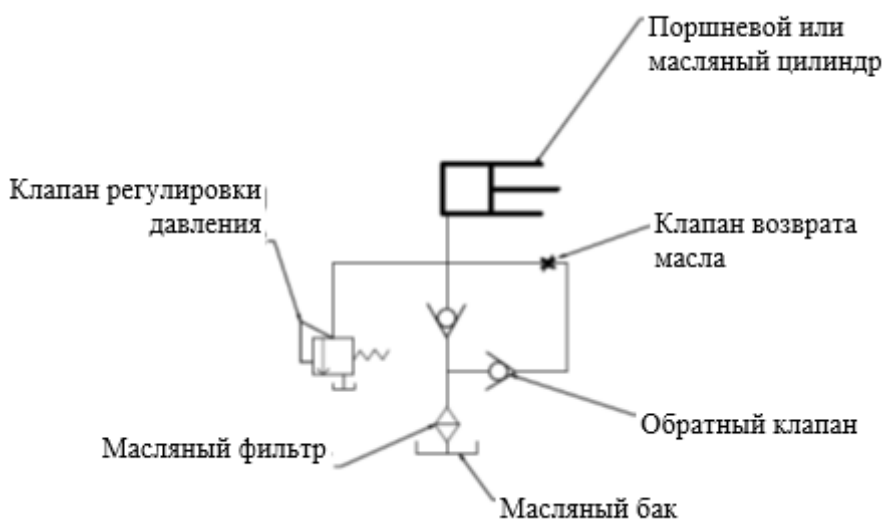 Поршневой или
масляный цилиндр
Клапан регулировки
давления
Клапан возврата
масла
Обратный клапан
Масляный фильтр
Масляный бак